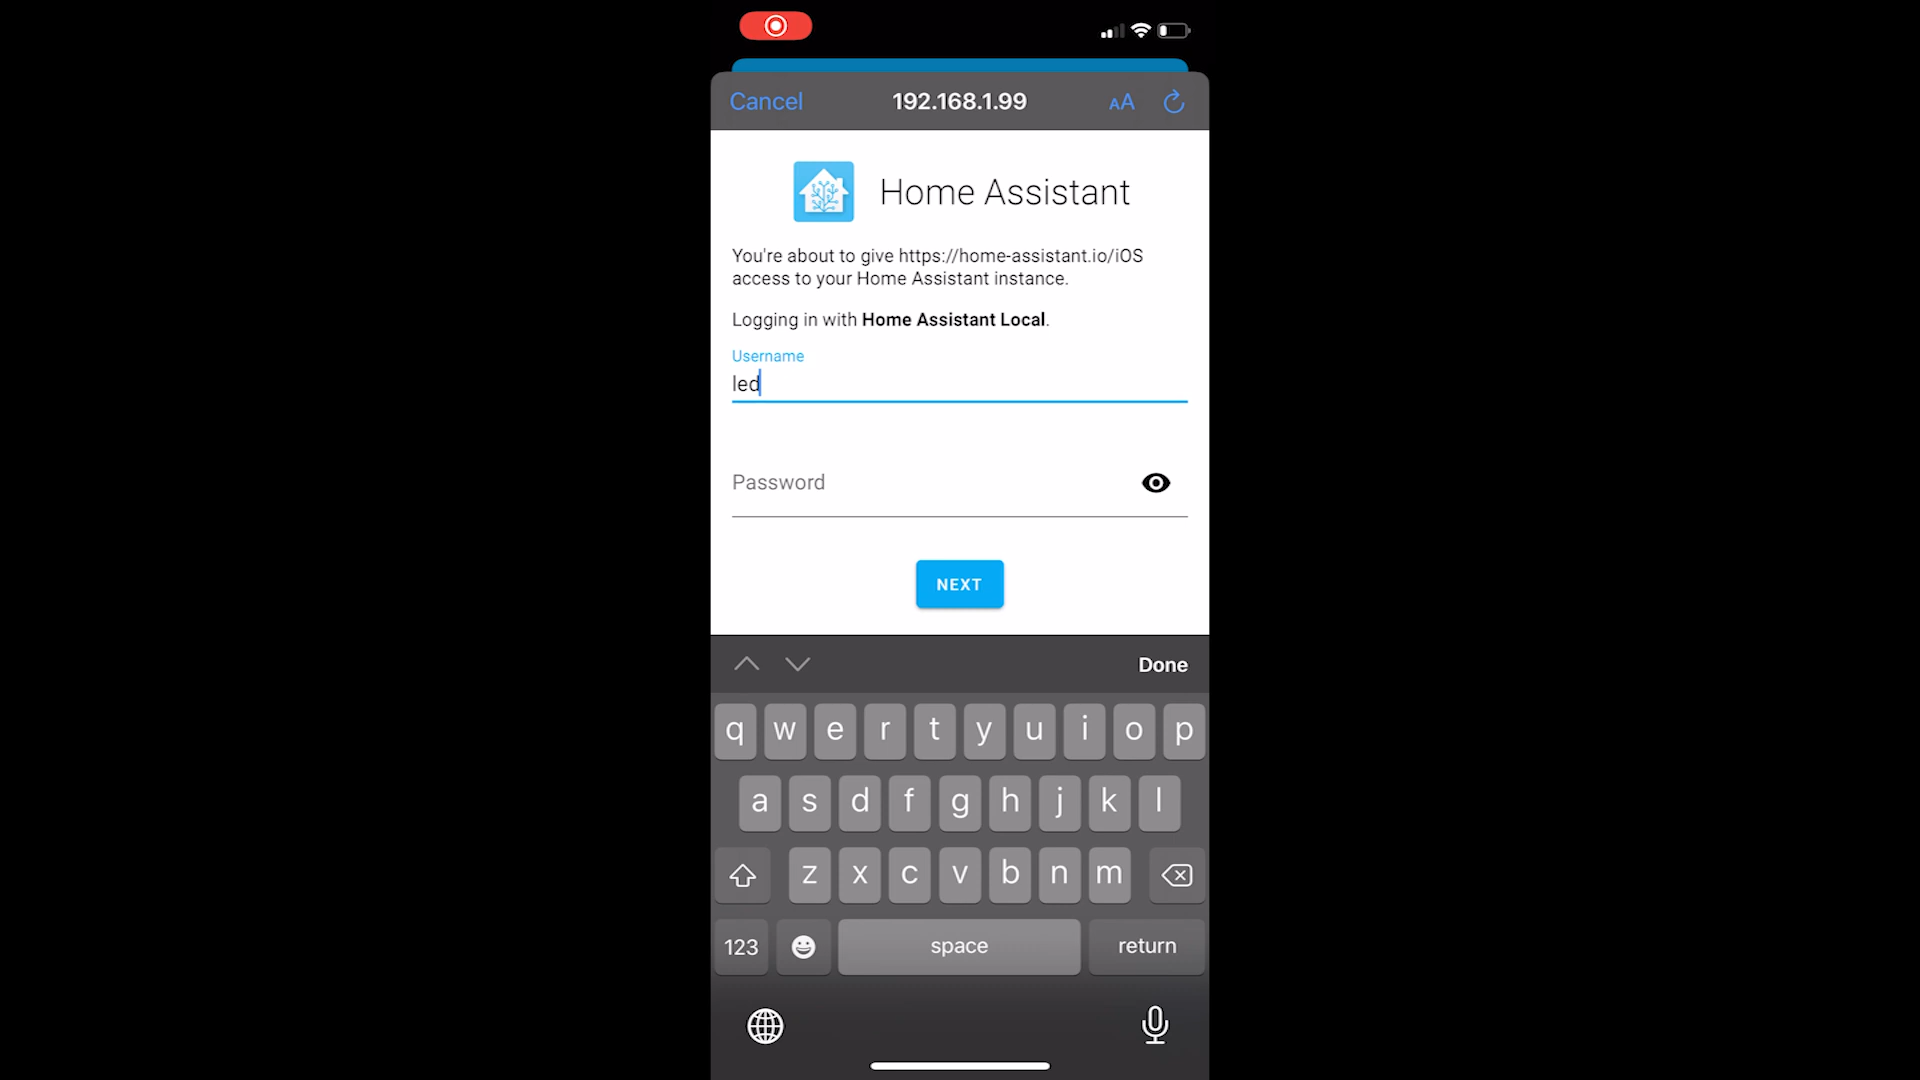 Cancel 192.168.1.99 AA
Home Assistant
You're about to give https://home-assistant.io/iOS
access to your Home Assistant instance.
Logging in with Home Assistant Local.
Username
led
Password
NEXT
Done
q w e r t y u i o p
a s d f g h j k l
z x c v b n m
123 space return